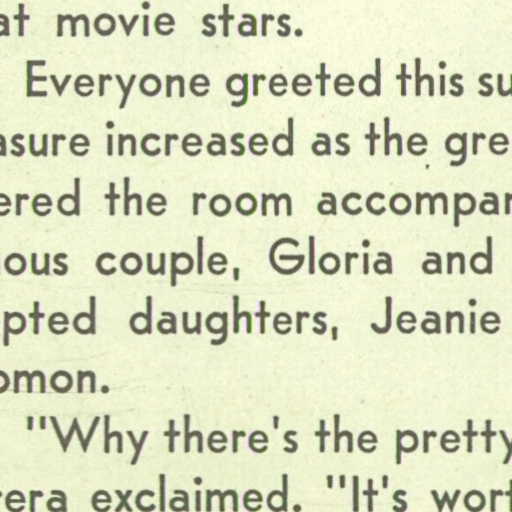 at movie stars.
Everyone greeted this su
asure increased as the gre
ered the room accompan
ous couple, Gloria and
pted daughters, Jeanie
omon.
"Why there's the pretty
era exclaimed. "It's wort